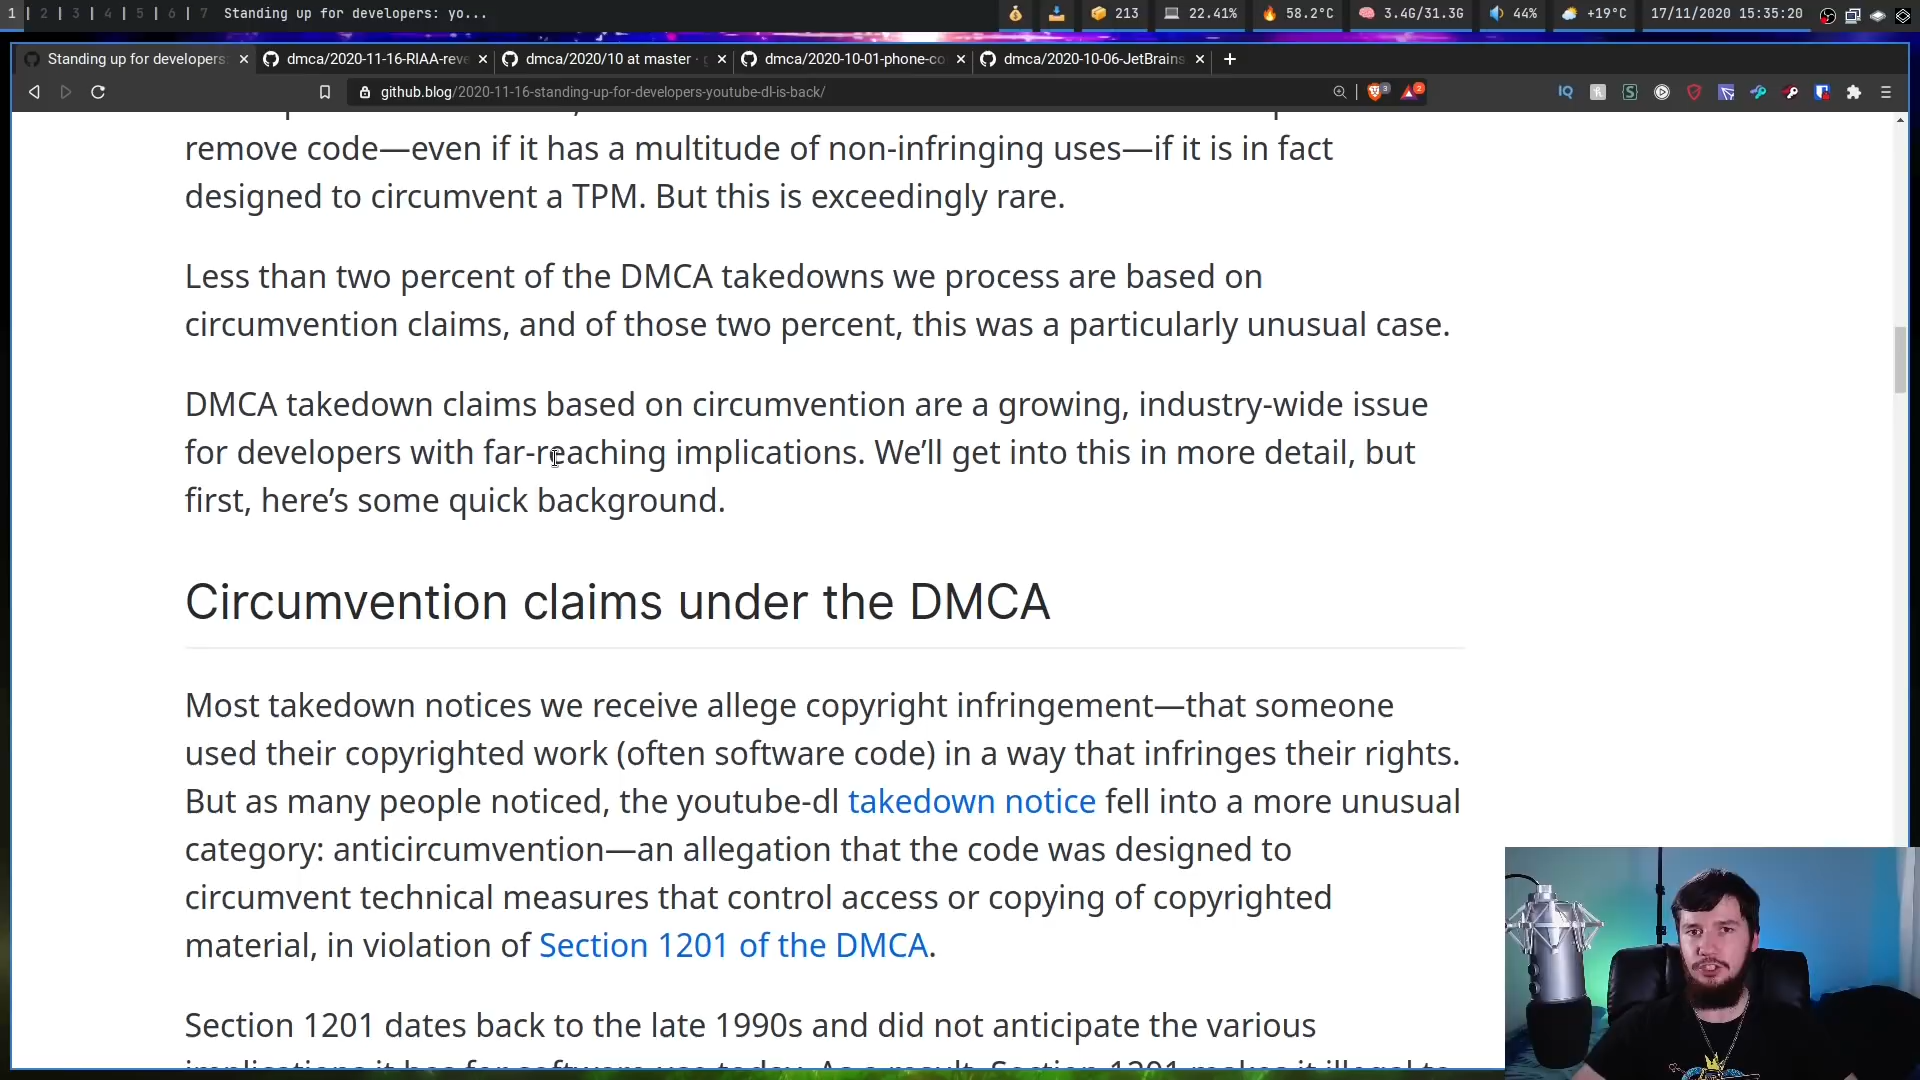 1 | 2 | 3 | 4 | 5 | 6 | 7 Standing up for developers: yo...
213 22.41% 58.2°C 3.4G/31.3G 44% +19°C 17/11/2020 15:35:20
Standing up for developers: dmca/2020-11-16-RIAA-reve dmca/2020/10 at master · g dmca/2020-10-01-phone-co dmca/2020-10-06-JetBrains
github.blog/2020-11-16-standing-up-for-developers-youtube-dl-is-back/
remove code—even if it has a multitude of non-infringing uses—if it is in fact
designed to circumvent a TPM. But this is exceedingly rare.
Less than two percent of the DMCA takedowns we process are based on
circumvention claims, and of those two percent, this was a particularly unusual case.
DMCA takedown claims based on circumvention are a growing, industry-wide issue
for developers with far-reaching implications. We’ll get into this in more detail, but
first, here’s some quick background.
Circumvention claims under the DMCA
Most takedown notices we receive allege copyright infringement—that someone
used their copyrighted work (often software code) in a way that infringes their rights.
But as many people noticed, the youtube-dl takedown notice fell into a more unusual
category: anticircumvention—an allegation that the code was designed to
circumvent technical measures that control access or copying of copyrighted
material, in violation of Section 1201 of the DMCA.
Section 1201 dates back to the late 1990s and did not anticipate the various